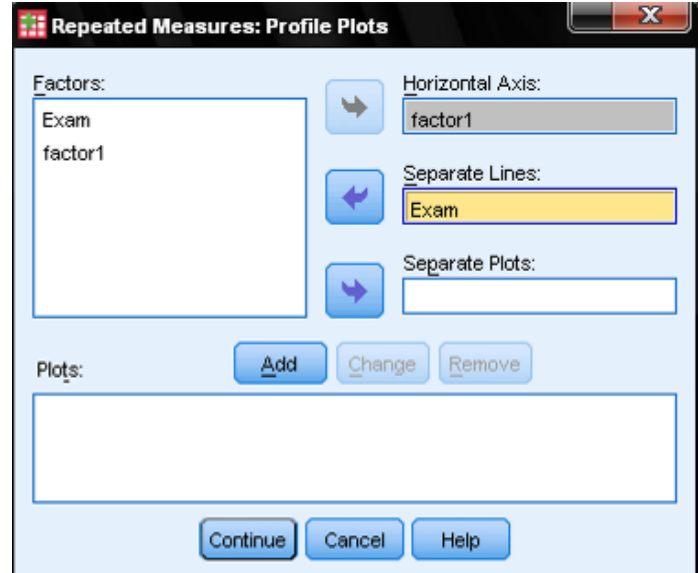 Repeated Measures: Profile Plots
X
Factors:
Exam
factor1
Horizontal Axis:
factor1
Separate Lines:
Exam
Separate Plots:
Plots:
Add
Change
Remove
Continue
Cancel
Help